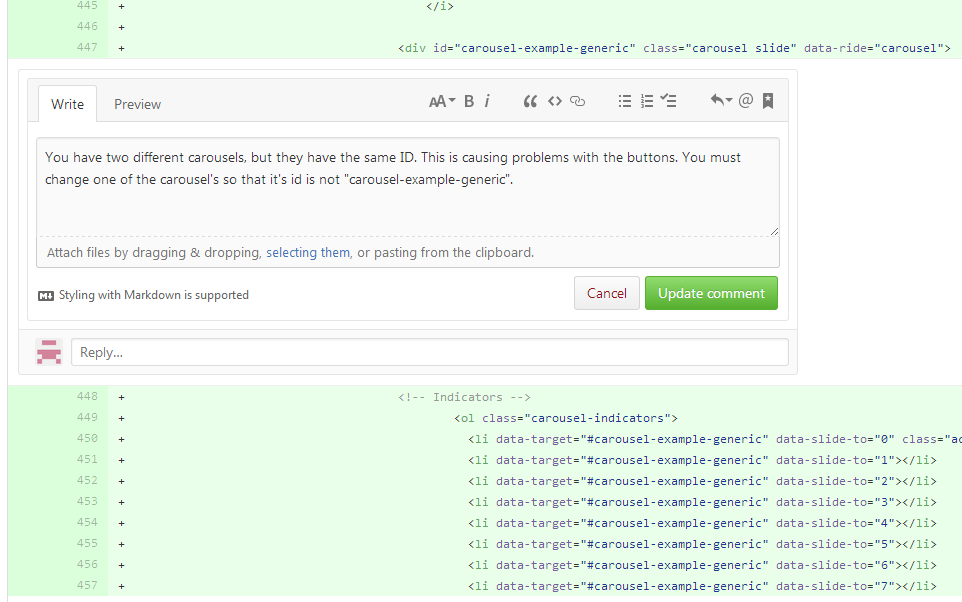 445 + </i>
446 +
447 + <div id="carousel-example-generic" class="carousel slide" data-ride="carousel">
Write Preview AA B i @
You have two different carousels, but they have the same ID. This is causing problems with the buttons. You must
change one of the carousel's so that it's id is not "carousel-example-generic".
Attach files by dragging & dropping, selecting them, or pasting from the clipboard.
M Styling with Markdown is supported Cancel Update comment
Reply...
448 + <!-- Indicators -->
449 + <ol class="carousel-indicators">
450 + <li data-target="#carousel-example-generic" data-slide-to="0" class="ac
451 + <li data-target="#carousel-example-generic" data-slide-to="1"></li>
452 + <li data-target="#carousel-example-generic" data-slide-to="2"></li>
453 + <li data-target="#carousel-example-generic" data-slide-to="3"></li>
454 + <li data-target="#carousel-example-generic" data-slide-to="4"></li>
455 + <li data-target="#carousel-example-generic" data-slide-to="5"></li>
456 + <li data-target="#carousel-example-generic" data-slide-to="6"></li>
457 + <li data-target="#carousel-example-generic" data-slide-to="7"></li>